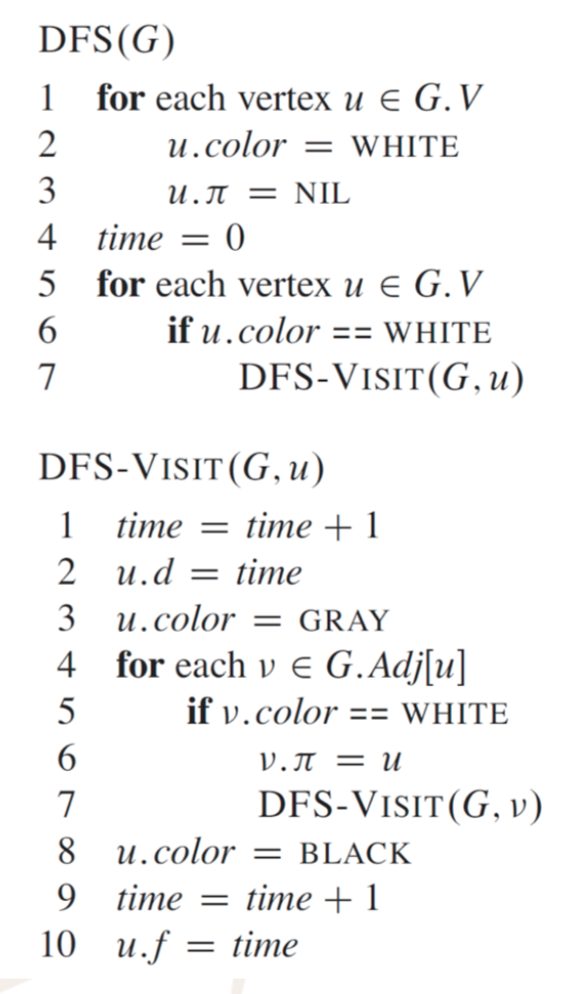 DFS(G)
1 for each vertex u ∈ G.V
2 u.color = WHITE
3 u.π = NIL
4 time = 0
5 for each vertex u ∈ G.V
6 if u.color == WHITE
7 DFS-VISIT(G, u)
DFS-VISIT(G, u)
1 time = time + 1
2 u.d = time
3 u.color = GRAY
4 for each v ∈ G.Adj[u]
5 if v.color == WHITE
6 v.π = u
7 DFS-VISIT(G, v)
8 u.color = BLACK
9 time = time + 1
10 u.f = time